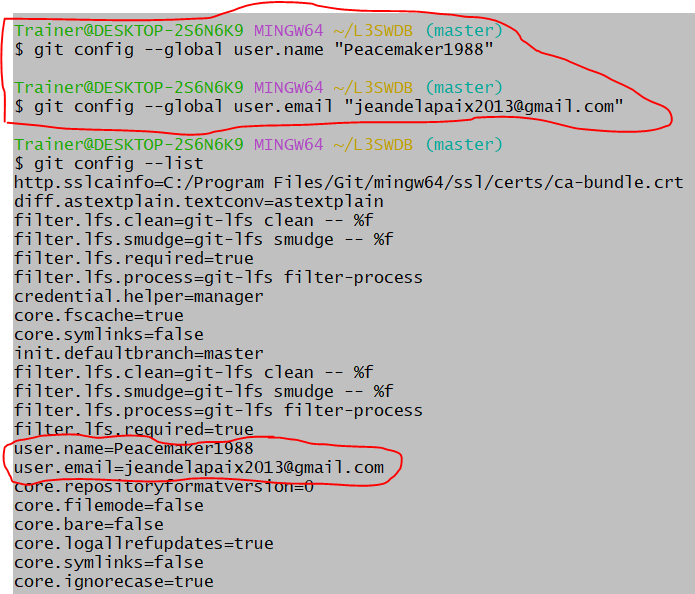 Trainer@DESKTOP-2S6N6K9 MINGW64 ~/L3SWDB (master)
$ git config --global user.name "Peacemaker1988"
Trainer@DESKTOP-2S6N6K9 MINGW64 ~/L3SWDB (master)
$ git config --global user.email "jeandelapaix2013@gmail.com"
Trainer@DESKTOP-2S6N6K9 MINGW64 ~/L3SWDB (master)
$ git config --list
http.sslcainfo=C:/Program Files/Git/mingw64/ssl/certs/ca-bundle.crt
diff.astextplain.textconv=astextplain
filter.lfs.clean=git-lfs clean -- %f
filter.lfs.smudge=git-lfs smudge -- %f
filter.lfs.required=true
filter.lfs.process=git-lfs filter-process
credential.helper=manager
core.fscache=true
core.symlinks=false
init.defaultbranch=master
filter.lfs.clean=git-lfs clean -- %f
filter.lfs.smudge=git-lfs smudge -- %f
filter.lfs.process=git-lfs filter-process
filter.lfs.required=true
user.name=Peacemaker1988
user.email=jeandelapaix2013@gmail.com
core.repositoryformatversion=0
core.filemode=false
core.bare=false
core.logallrefupdates=true
core.symlinks=false
core.ignorecase=true